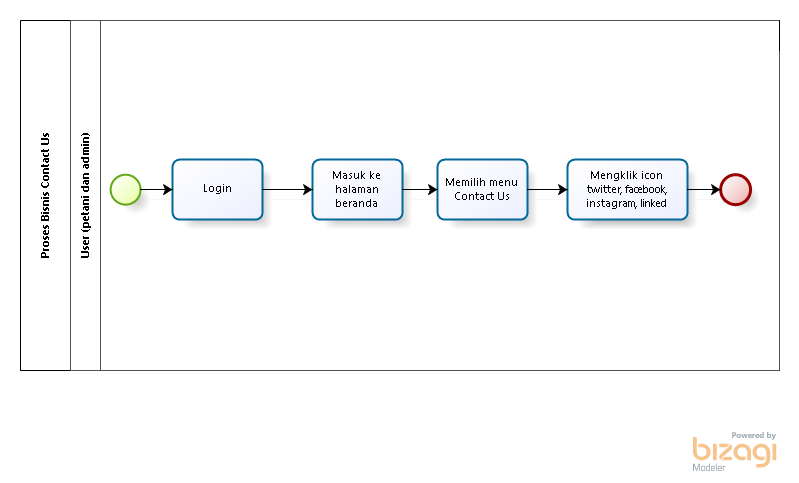 Proses Bisnis Contact Us
User (petani dan admin)
Login
Masuk ke
halaman
beranda
Memilih menu
Contact Us
Mengklik icon
twitter, facebook,
instagram, linked
Powered by
bizagi
Modeler